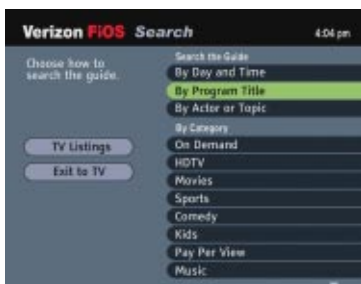 Verizon FiOS Search 4:04 pm
Choose how to
search the guide.
TV Listings
Exit to TV
Search the Guide
By Day and Time
By Program Title
By Actor or Topic
By Category
On Demand
HDTV
Movies
Sports
Comedy
Kids
Pay Per View
Music